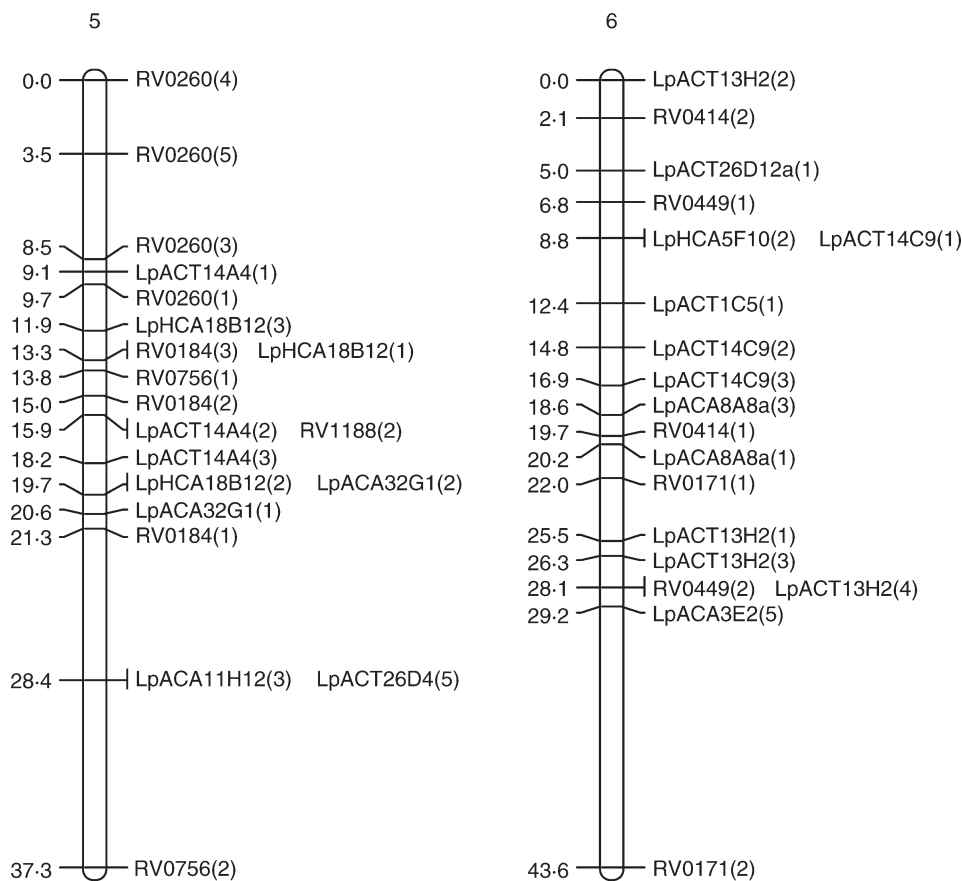 5
0·0 RV0260(4)
3·5 RV0260(5)
8·5 RV0260(3)
9·1 LpACT14A4(1)
9·7 RV0260(1)
11·9 LpHCA18B12(3)
13·3 RV0184(3) LpHCA18B12(1)
13·8 RV0756(1)
15·0 RV0184(2)
15·9 LpACT14A4(2) RV1188(2)
18·2 LpACT14A4(3)
19·7 LpHCA18B12(2) LpACA32G1(2)
20·6 LpACA32G1(1)
21·3 RV0184(1)
28·4 LpACA11H12(3) LpACT26D4(5)
37·3 RV0756(2)
6
0·0 LpACT13H2(2)
2·1 RV0414(2)
5·0 LpACT26D12a(1)
6·8 RV0449(1)
8·8 LpHCA5F10(2) LpACT14C9(1)
12·4 LpACT1C5(1)
14·8 LpACT14C9(2)
16·9 LpACT14C9(3)
18·6 LpACA8A8a(3)
19·7 RV0414(1)
20·2 LpACA8A8a(1)
22·0 RV0171(1)
25·5 LpACT13H2(1)
26·3 LpACT13H2(3)
28·1 RV0449(2) LpACT13H2(4)
29·2 LpACA3E2(5)
43·6 RV0171(2)